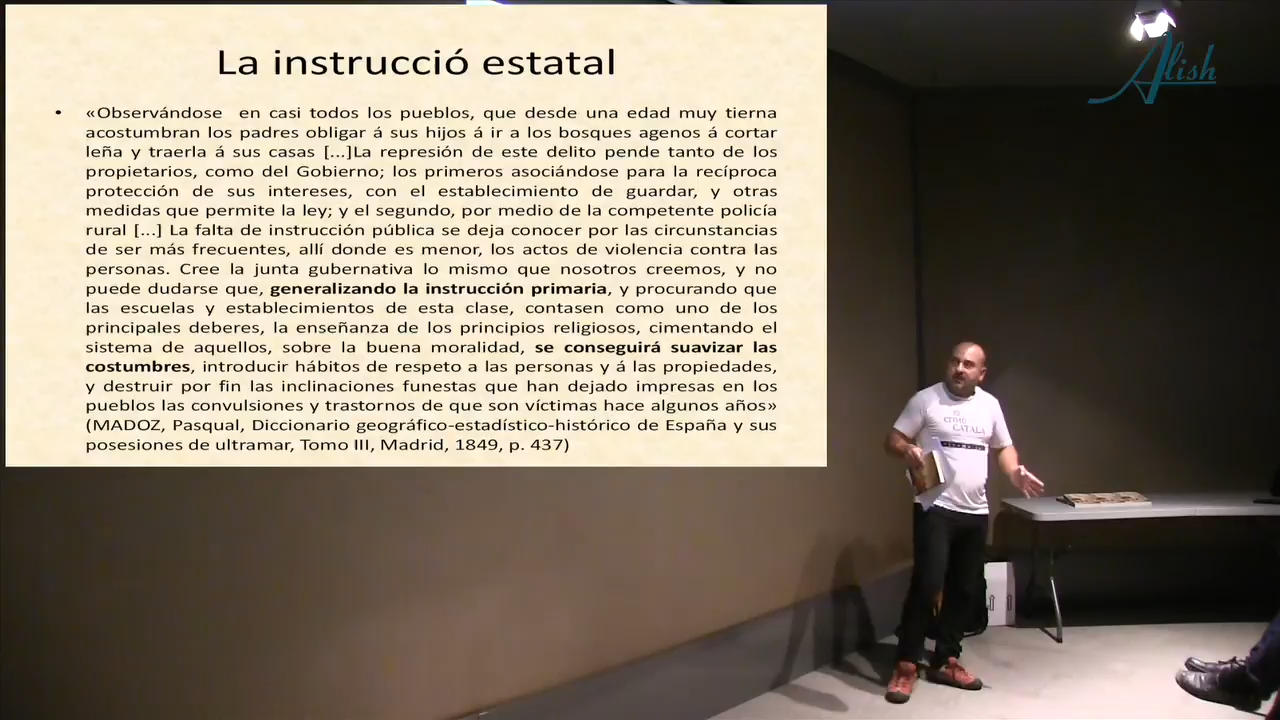 La instrucció estatal
• «Observándose en casi todos los pueblos, que desde una edad muy tierna
acostumbran los padres obligar á sus hijos á ir a los bosques agenos á cortar
leña y traerla á sus casas [...]La represión de este delito pende tanto de los
propietarios, como del Gobierno; los primeros asociándose para la recíproca
protección de sus intereses, con el establecimiento de guardar, y otras
medidas que permite la ley; y el segundo, por medio de la competente policía
rural [...] La falta de instrucción pública se deja conocer por las circunstancias
de ser más frecuentes, allí donde es menor, los actos de violencia contra las
personas. Cree la junta gubernativa lo mismo que nosotros creemos, y no
puede dudarse que, generalizando la instrucción primaria, y procurando que
las escuelas y establecimientos de esta clase, contasen como uno de los
principales deberes, la enseñanza de los principios religiosos, cimentando el
sistema de aquellos, sobre la buena moralidad, se conseguirá suavizar las
costumbres, introducir hábitos de respeto a las personas y á las propiedades,
y destruir por fin las inclinaciones funestas que han dejado impresas en los
pueblos las convulsiones y trastornos de que son víctimas hace algunos años»
(MADOZ, Pasqual, Diccionario geográfico-estadístico-histórico de España y sus
posesiones de ultramar, Tomo III, Madrid, 1849, p. 437)
Alish
CATALÀ